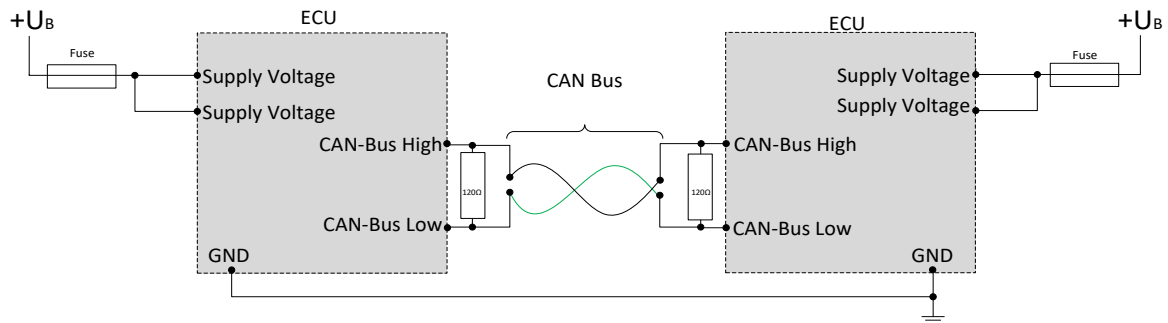 ECU
ECU
+UB
+UB
Fuse
Fuse
Supply Voltage
Supply Voltage
CAN Bus
Supply Voltage
Supply Voltage
CAN-Bus High
CAN-Bus High
120Ω
120Ω
CAN-Bus Low
CAN-Bus Low
GND
GND